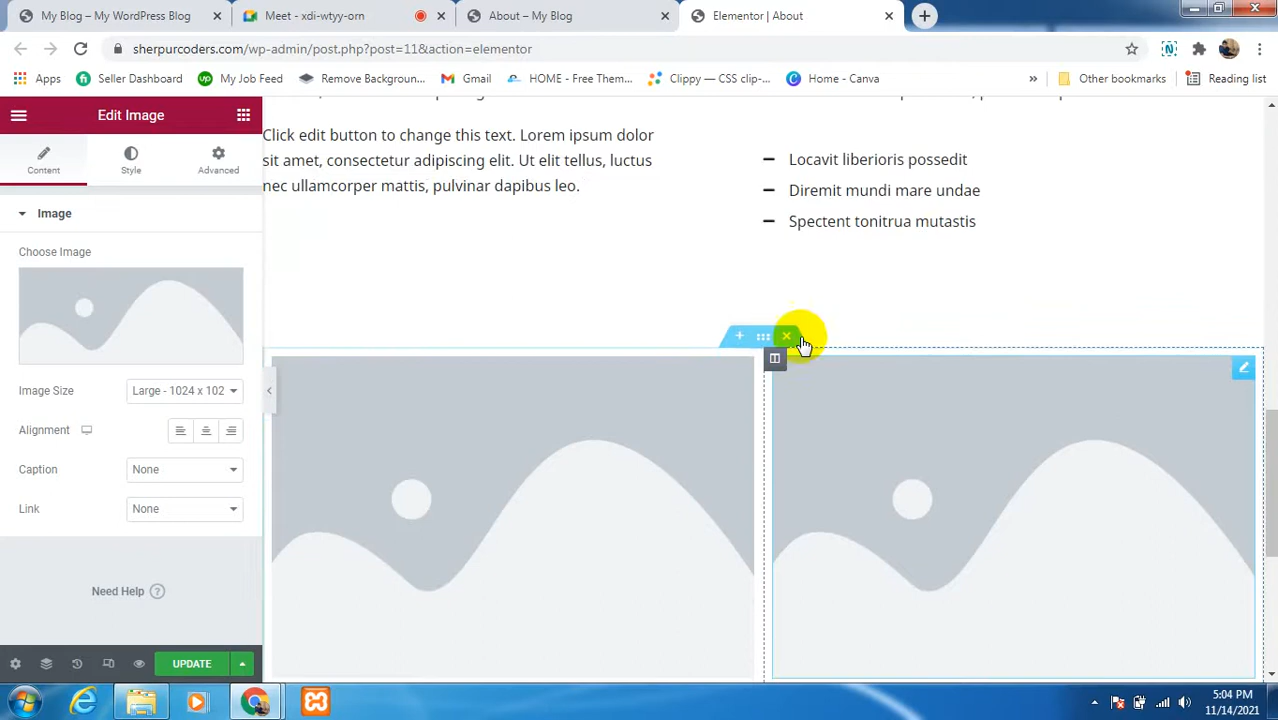 My Blog – My WordPress Blog
Meet - xdi-wtyy-orn
About – My Blog
Elementor | About
sherpurcoders.com/wp-admin/post.php?post=11&action=elementor
Apps
Seller Dashboard
My Job Feed
Remove Background...
Gmail
HOME - Free Them...
Clippy — CSS clip-...
Home - Canva
»
Other bookmarks
Reading list
Edit Image
Content
Style
Advanced
Image
Choose Image
Image Size
Large - 1024 x 102
Alignment
Caption
None
Link
None
Need Help
UPDATE
Click edit button to change this text. Lorem ipsum dolor
sit amet, consectetur adipiscing elit. Ut elit tellus, luctus
nec ullamcorper mattis, pulvinar dapibus leo.
Locavit liberioris possedit
Diremit mundi mare undae
Spectent tonitrua mutastis
5:04 PM
11/14/2021